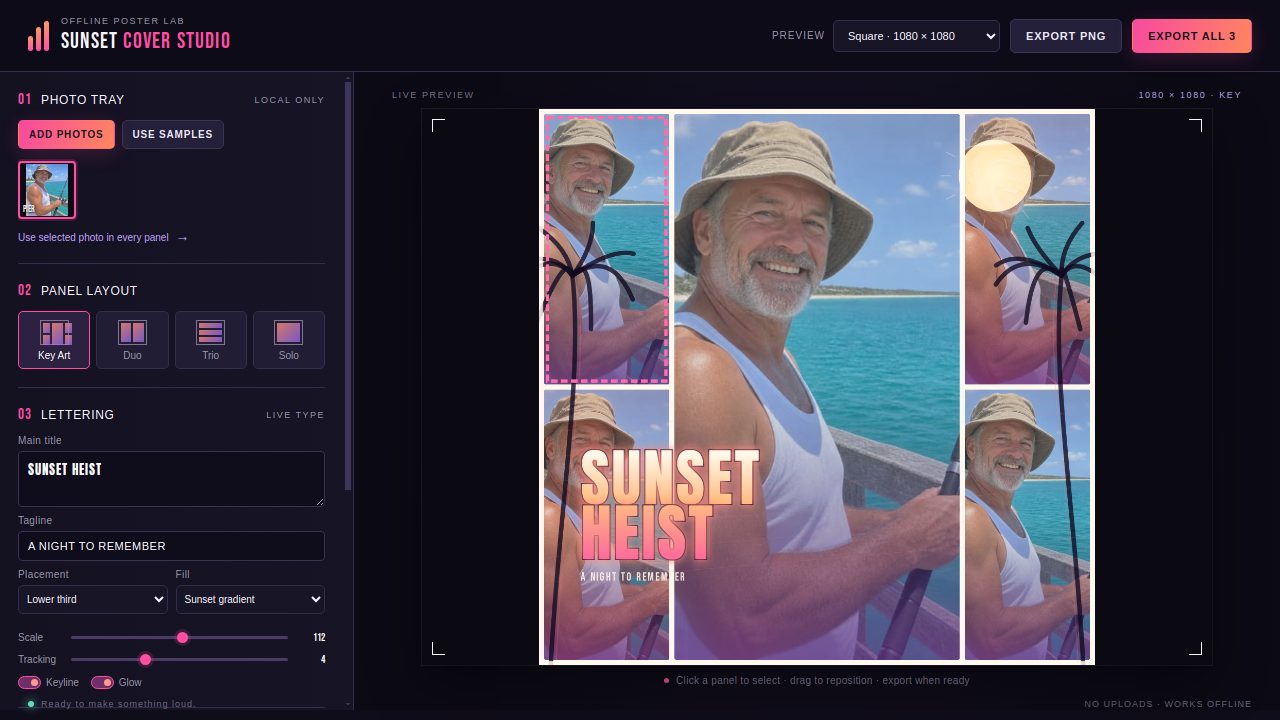 OFFLINE POSTER LAB
SUNSET COVER STUDIO
PREVIEW
Square · 1080 × 1080
EXPORT PNG
EXPORT ALL 3
01 PHOTO TRAY
LOCAL ONLY
ADD PHOTOS
USE SAMPLES
PIER
Use selected photo in every panel →
02 PANEL LAYOUT
Key Art
Duo
Trio
Solo
03 LETTERING
LIVE TYPE
Main title
SUNSET HEIST
Tagline
A NIGHT TO REMEMBER
Placement
Fill
Lower third
Sunset gradient
Scale
112
Tracking
4
Keyline
Glow
Ready to make something loud.
LIVE PREVIEW
1080 × 1080 · KEY
SUNSET
HEIST
A NIGHT TO REMEMBER
Click a panel to select · drag to reposition · export when ready
NO UPLOADS · WORKS OFFLINE